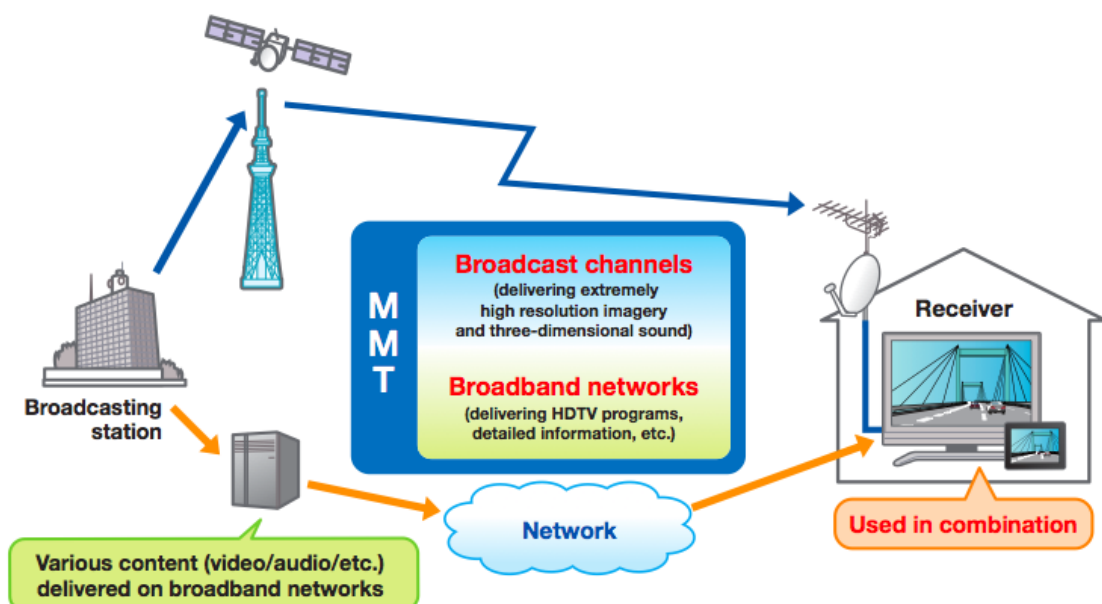 MMT
Broadcast channels
(delivering extremely
high resolution imagery
and three-dimensional sound)
Broadband networks
(delivering HDTV programs,
detailed information, etc.)
Receiver
Broadcasting
station
Network
Used in combination
Various content (video/audio/etc.)
delivered on broadband networks